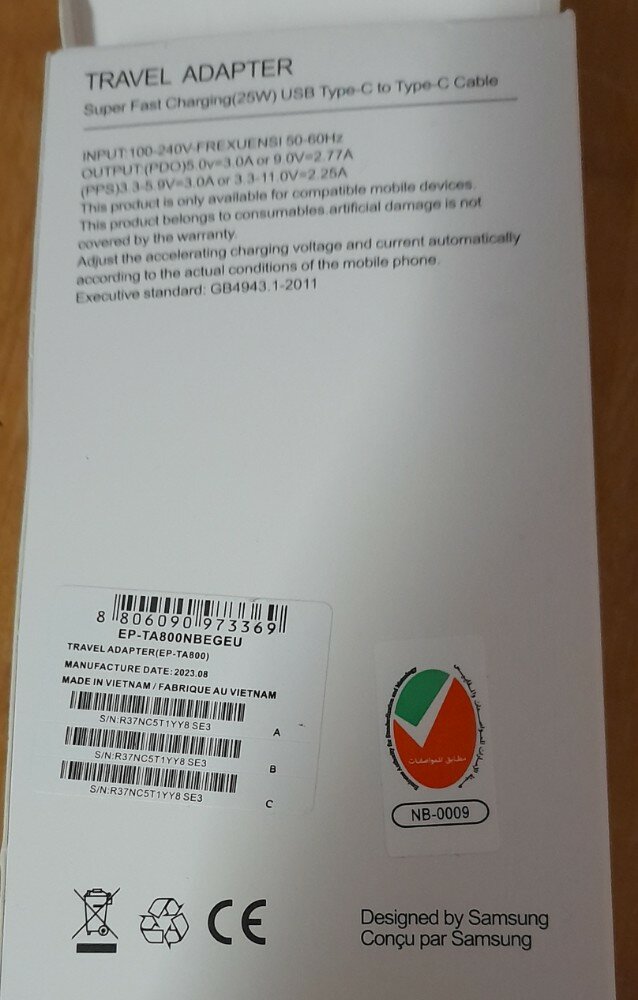 TRAVEL ADAPTER
Super Fast Charging(25W) USB Type-C to Type-C Cable
INPUT:100-240V-FREXUENSI 50-60Hz
OUTPUT:(PDO)5.0v=3.0A or 9.0V=2.77A
(PPS)3.3-5.9V=3.0A or 3.3-11.0V=2.25A
This product is only available for compatible mobile devices.
This product belongs to consumables.artificial damage is not
covered by the warranty.
Adjust the accelerating charging voltage and current automatically
according to the actual conditions of the mobile phone.
Executive standard: GB4943.1-2011
8 806090 973369
EP-TA800NBEGEU
TRAVEL ADAPTER(EP-TA800)
MANUFACTURE DATE: 2023.08
MADE IN VIETNAM / FABRIQUE AU VIETNAM
S/N:R37NC5T1YY8 SE3
A
S/N:R37NC5T1YY8 SE3
B
S/N:R37NC5T1YY8 SE3
C
Emirates Authority for Standardization and Metrology
مطابق للمواصفات
NB-0009
CE
Designed by Samsung
Conçu par Samsung